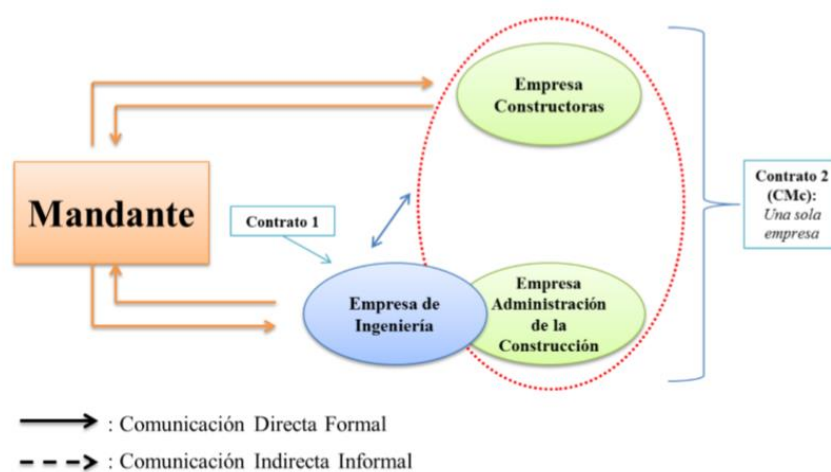 Empresa
Constructoras
Mandante
Contrato 1
Contrato 2
(CMc):
Una sola
empresa
Empresa de
Ingeniería
Empresa
Administración
de la
Construcción
: Comunicación Directa Formal
: Comunicación Indirecta Informal